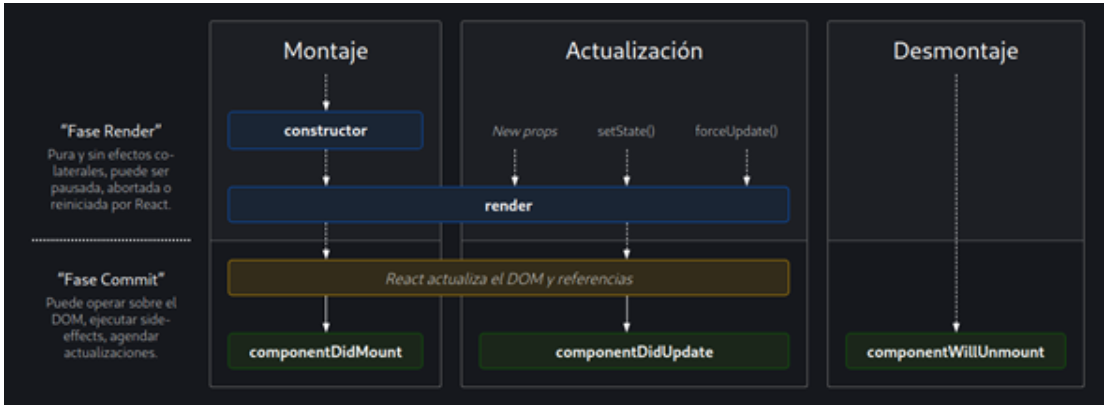 Montaje
Actualización
Desmontaje
"Fase Render"
Pura y sin efectos co-
laterales, puede ser
pausada, abortada o
reiniciada por React.
constructor
New props
setState()
forceUpdate()
render
"Fase Commit"
Puede operar sobre el
DOM, ejecutar side-
effects, agendar
actualizaciones.
React actualiza el DOM y referencias
componentDidMount
componentDidUpdate
componentWillUnmount